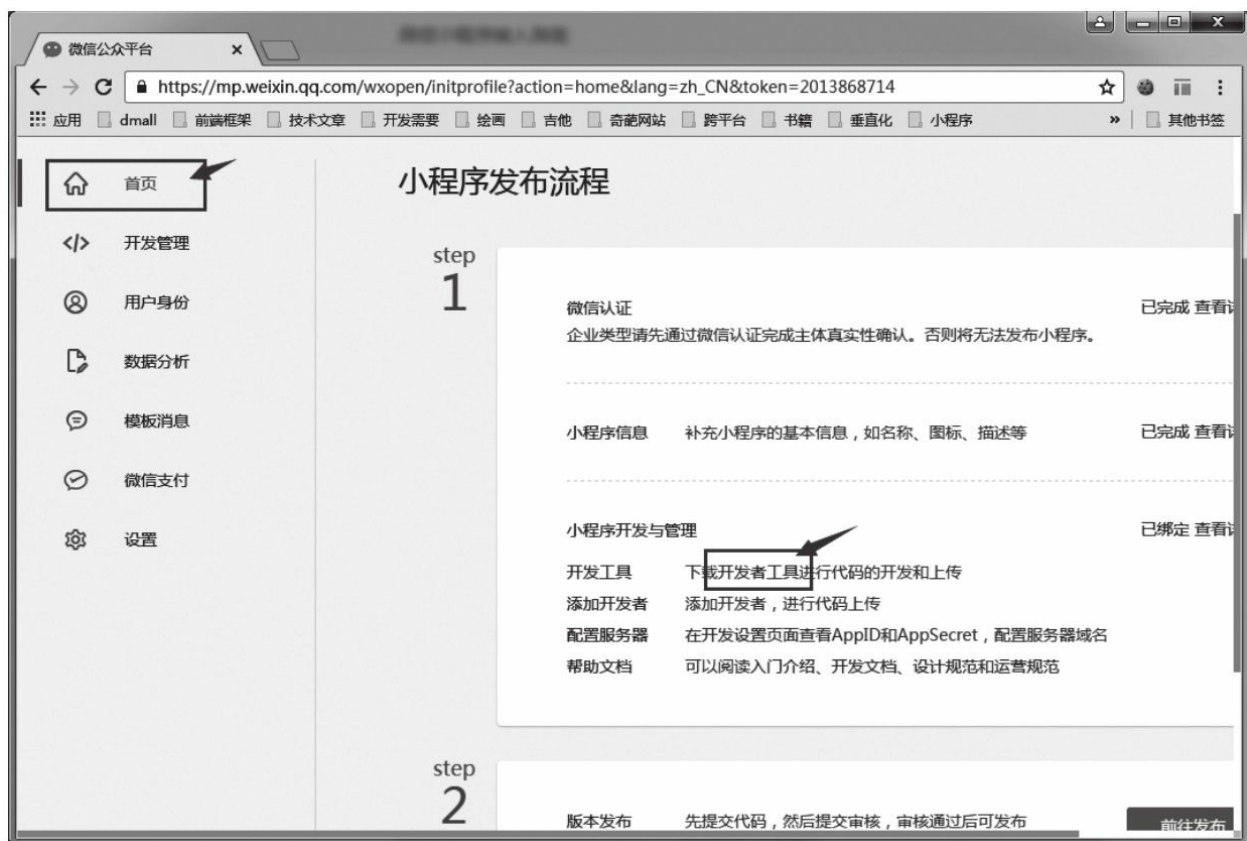 微信公众平台
https://mp.weixin.qq.com/wxopen/initprofile?action=home&lang=zh_CN&token=2013868714
应用 dmall 前端框架 技术文章 开发需要 绘画 吉他 奇葩网站 跨平台 书籍 垂直化 小程序 » 其他书签
首页
开发管理
用户身份
数据分析
模板消息
微信支付
设置
小程序发布流程
step
1
微信认证 已完成 查看
企业类型请先通过微信认证完成主体真实性确认。否则将无法发布小程序。
小程序信息 补充小程序的基本信息，如名称、图标、描述等 已完成 查看
小程序开发与管理 已绑定 查看
开发工具 下载开发者工具进行代码的开发和上传
添加开发者 添加开发者，进行代码上传
配置服务器 在开发设置页面查看AppID和AppSecret，配置服务器域名
帮助文档 可以阅读入门介绍、开发文档、设计规范和运营规范
step
2
版本发布 先提交代码，然后提交审核，审核通过后可发布 前往发布